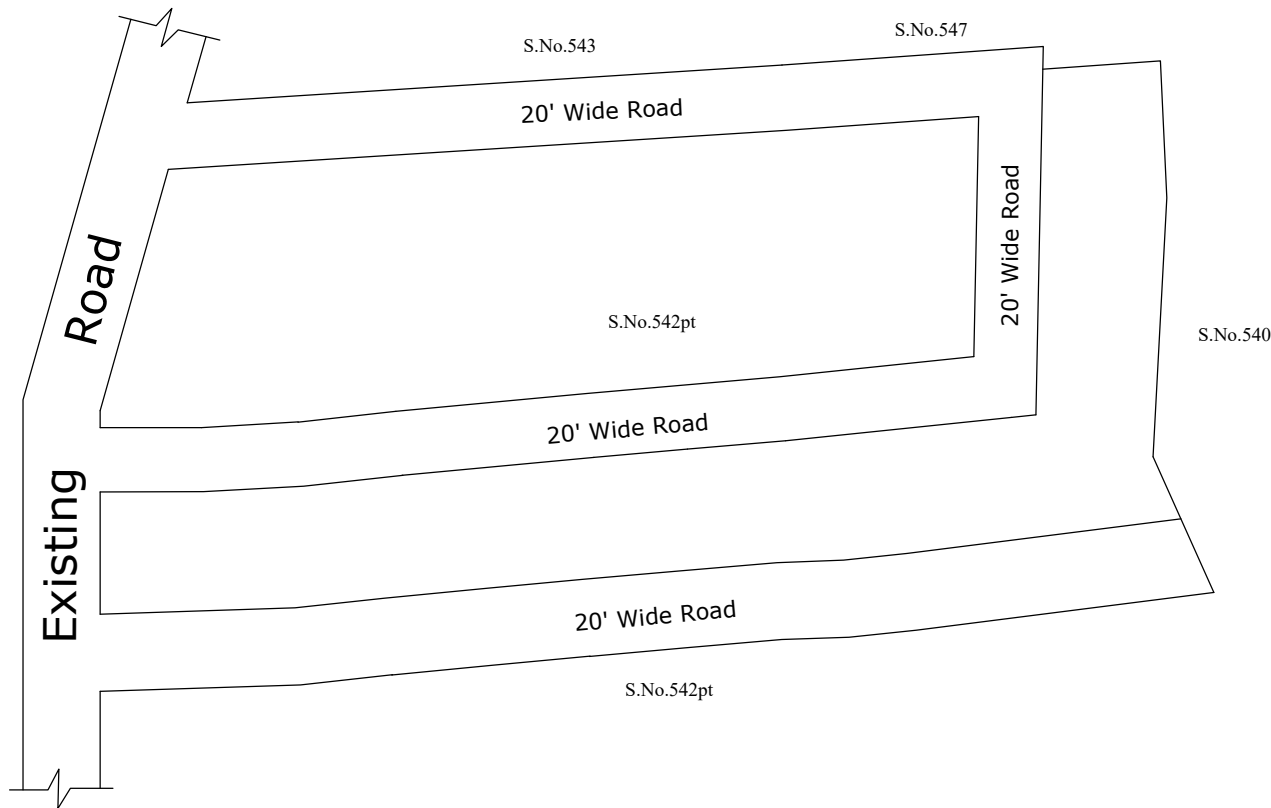 S.No.543
S.No.547
20' Wide Road
20' Wide Road
Road
S.No.542pt
S.No.540
20' Wide Road
Existing
20' Wide Road
S.No.542pt